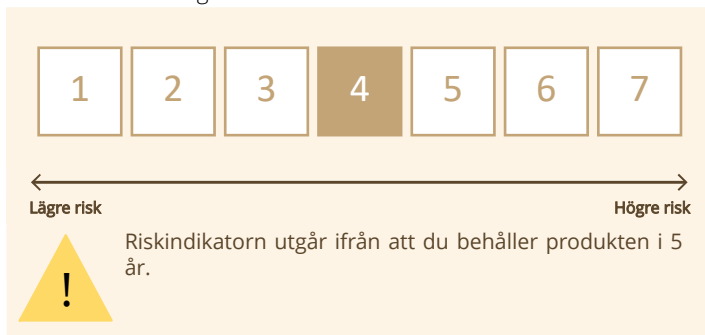 1 2 3 4 5 6 7
Lägre risk Högre risk
Riskindikatorn utgår ifrån att du behåller produkten i 5
år.
!